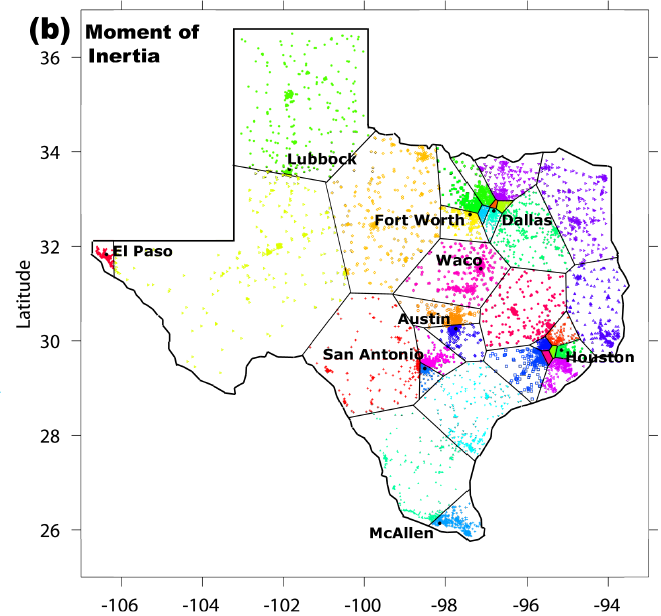 (b) Moment of
Inertia
36
34
32
30
28
26
Latitude
Lubbock
Fort Worth
Dallas
El Paso
Waco
Austin
San Antonio
Houston
McAllen
-106
-104
-102
-100
-98
-96
-94